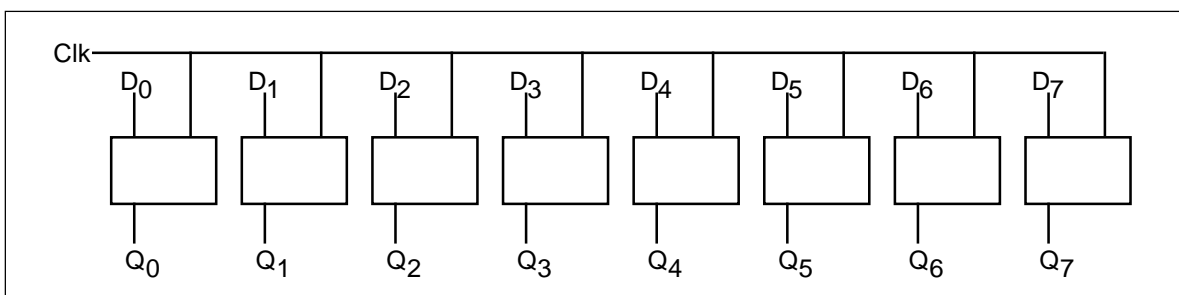 Clk
D0 D1 D2 D3 D4 D5 D6 D7
Q0 Q1 Q2 Q3 Q4 Q5 Q6 Q7